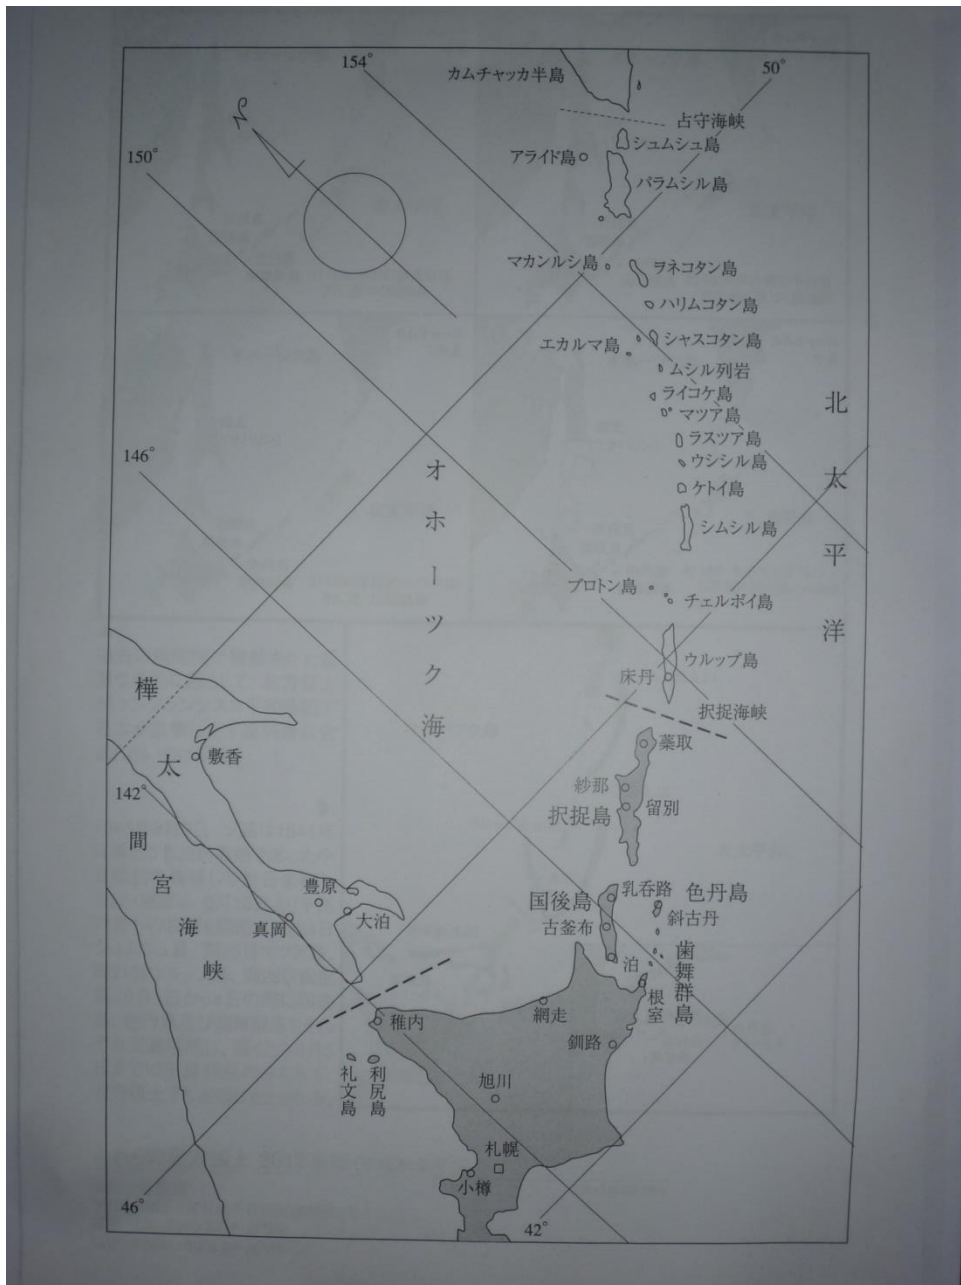 154°
カムチャッカ半島
50°
占守海峡
シュムシュ島
アライド島
150°
パラムシル島
マカンルシ島
ヲネコタン島
ハリムコタン島
エカルマ島
シャスコタン島
ムシル列岩
ライコケ島
マツア島
ラスツア島
ウシシル島
ケトイ島
シムシル島
北太平洋
146°
オホーツク海
ブロトン島
チェルポイ島
ウルップ島
床丹
択捉海峡
樺太
敷香
蘂取
紗那
択捉島
留別
142°
間宮海峡
豊原
真岡
大泊
国後島
乳呑路
色丹島
古釜布
斜古丹
泊
歯舞群島
根室
稚内
網走
釧路
礼文島
利尻島
旭川
札幌
小樽
46°
42°